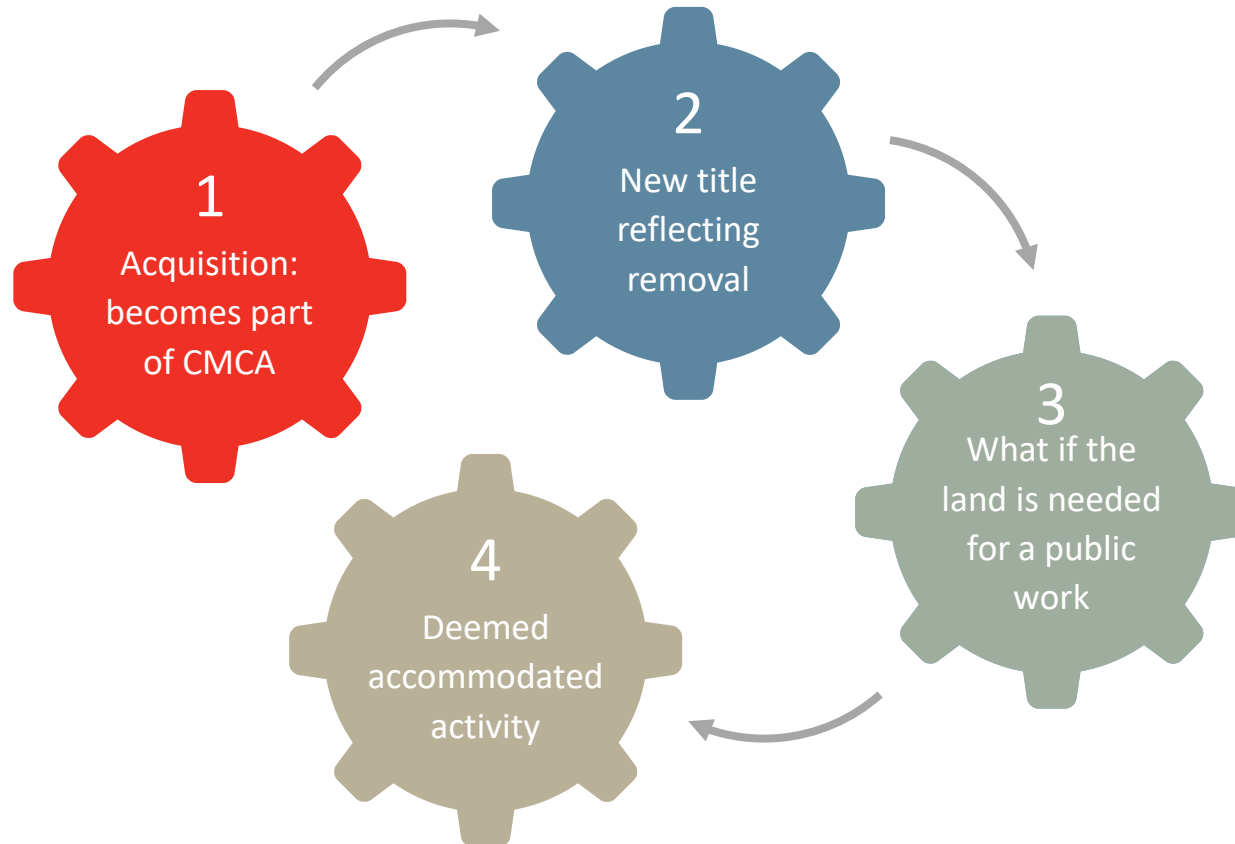 1
Acquisition:
becomes part
of CMCA
2
New title
reflecting
removal
3
What if the
land is needed
for a public
work
4
Deemed
accommodated
activity